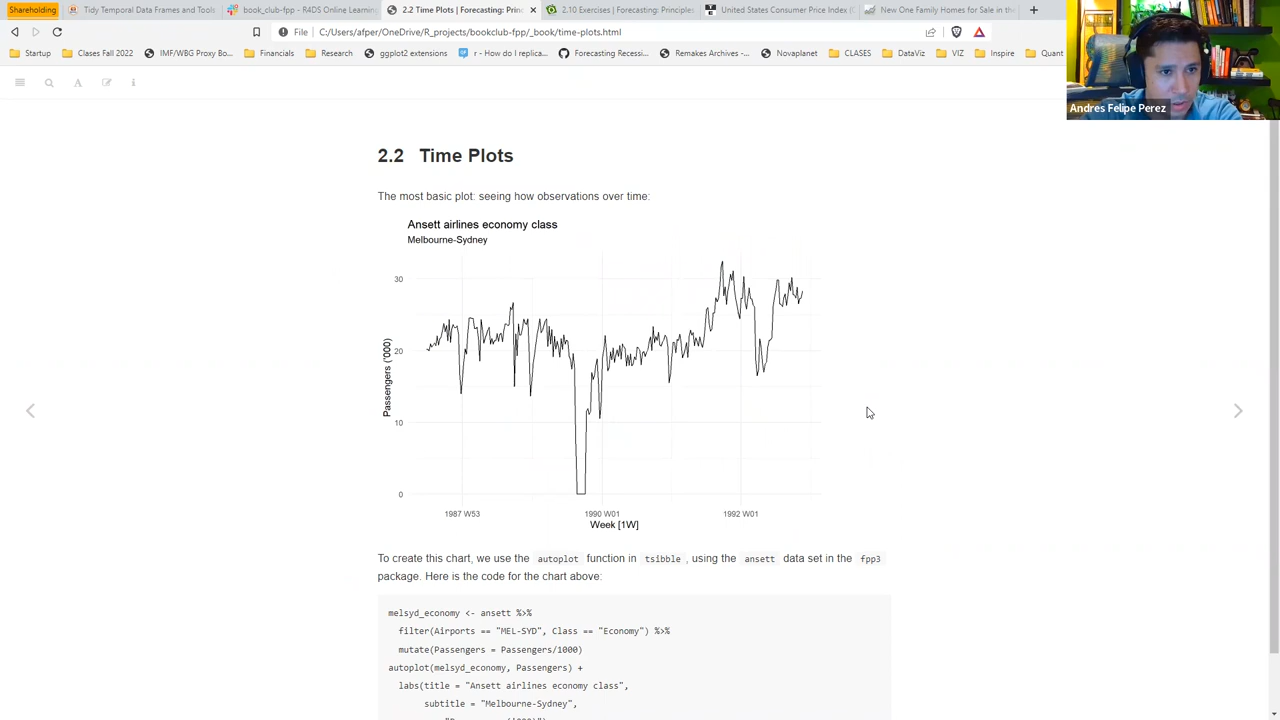 Shareholding
Tidy Temporal Data Frames and Tools
book_club-fpp - R4DS Online Learnin
2.2 Time Plots | Forecasting: Prin
2.10 Exercises | Forecasting: Principles
United States Consumer Price Index (C
New One Family Homes for Sale in the
File
C:/Users/afper/OneDrive/R_projects/bookclub-fpp/_book/time-plots.html
Startup
Clases Fall 2022
IMF/WBG Proxy Bo...
Finan
Research
ggplot2 extensions
r - How do I replica...
Forecasting Recessi...
Remakes Archives -...
Novaplanet
CLASES
DataViz
VIZ
Inspire
Quant
Andres Felipe Perez
2.2 Time Plots
The most basic plot: seeing how observations over time:
Ansett airlines economy class
Melbourne-Sydney
30
20
10
0
Passengers ('000)
1987 W53
1990 W01
1992 W01
Week [1W]
To create this chart, we use the autoplot function in tsibble , using the ansett data set in the fpp3
package. Here is the code for the chart above:
melsyd_economy <- ansett %>%
filter(Airports == "MEL-SYD", Class == "Economy") %>%
mutate(Passengers = Passengers/1000)
autoplot(melsyd_economy, Passengers) +
labs(title = "Ansett airlines economy class",
subtitle = "Melbourne-Sydney",